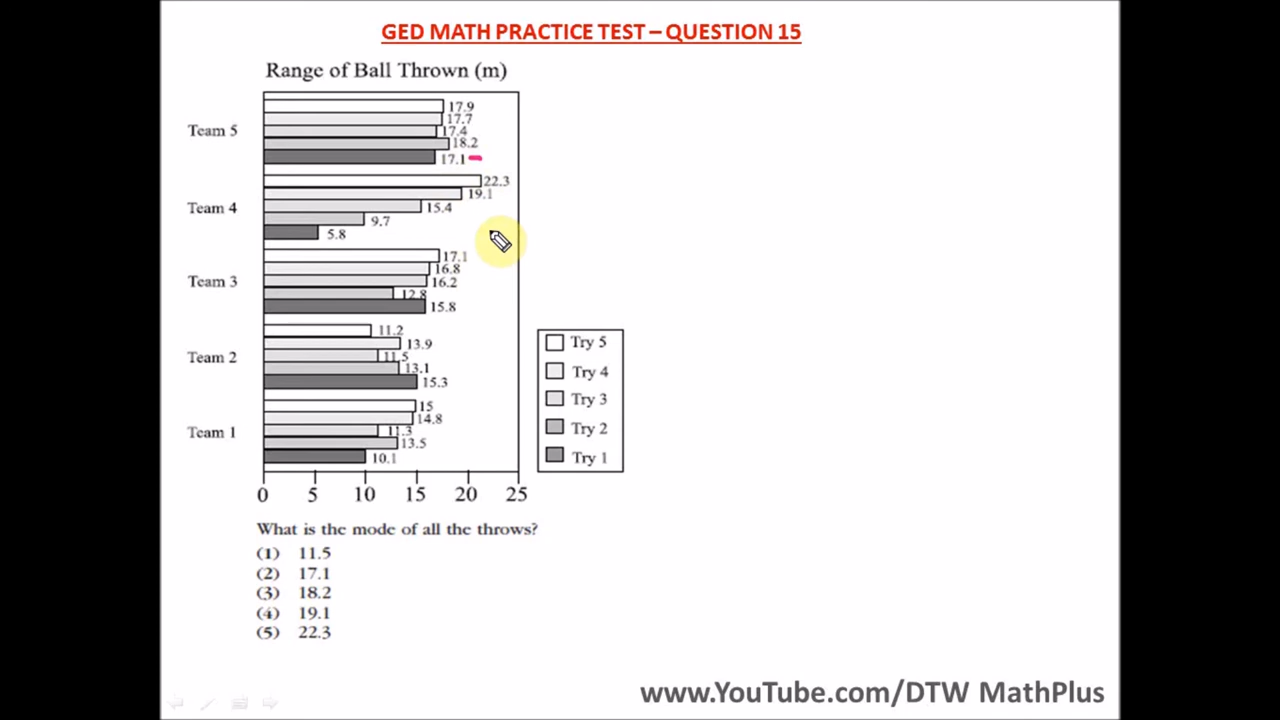 GED MATH PRACTICE TEST – QUESTION 15
Range of Ball Thrown (m)
17.9
17.7
Team 5
17.4
18.2
17.1
22.3
19.1
Team 4
15.4
9.7
5.8
17.1
16.8
Team 3
16.2
12.8
15.8
11.2
13.9
Team 2
11.5
13.1
15.3
15
14.8
Team 1
11.3
13.5
10.1
Try 5
Try 4
Try 3
Try 2
Try 1
0 5 10 15 20 25
What is the mode of all the throws?
(1) 11.5
(2) 17.1
(3) 18.2
(4) 19.1
(5) 22.3
www.YouTube.com/DTW MathPlus